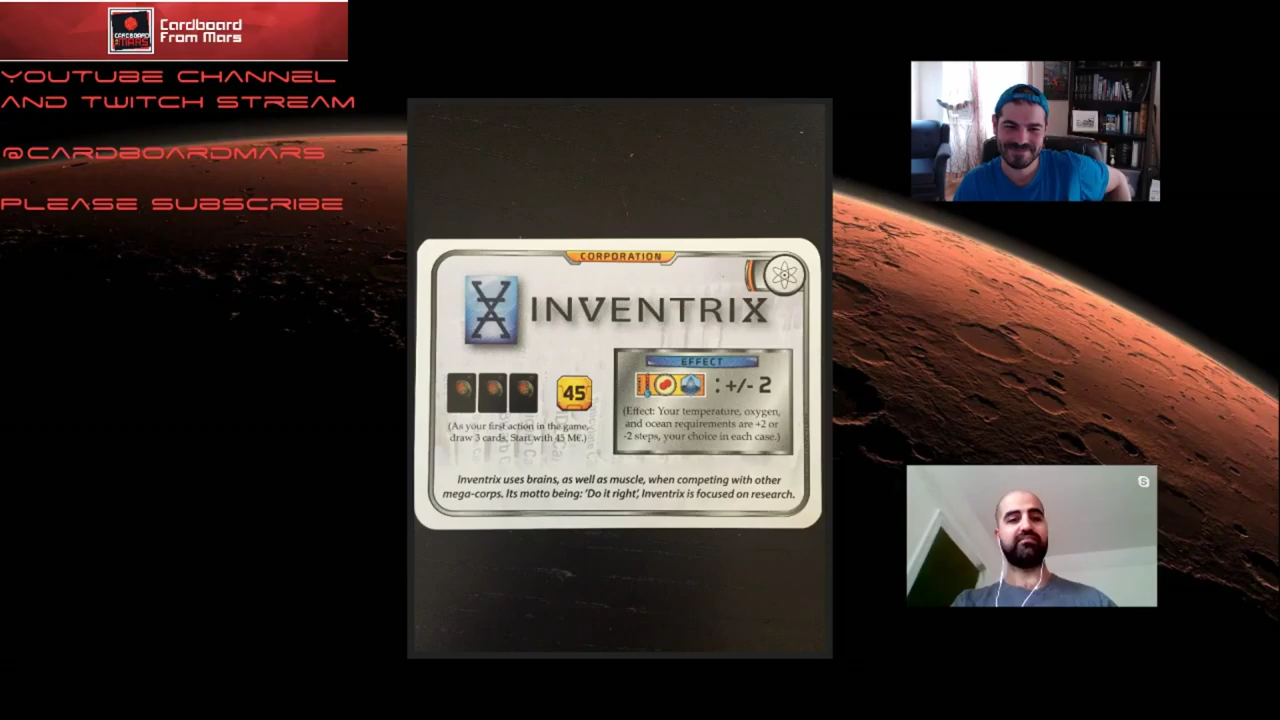 Cardboard
From Mars
CARDBOARD
MARS
YOUTUBE CHANNEL
AND TWITCH STREAM
@CARDBOARDMARS
PLEASE SUBSCRIBE
CORPORATION
INVENTRIX
EFFECT
: +/- 2
45
(Effect: Your temperature, oxygen,
and ocean requirements are +2 or
-2 steps, your choice in each case.)
(As your first action in the game,
draw 3 cards. Start with 45 M€.)
Inventrix uses brains, as well as muscle, when competing with other
mega-corps. Its motto being: 'Do it right', Inventrix is focused on research.